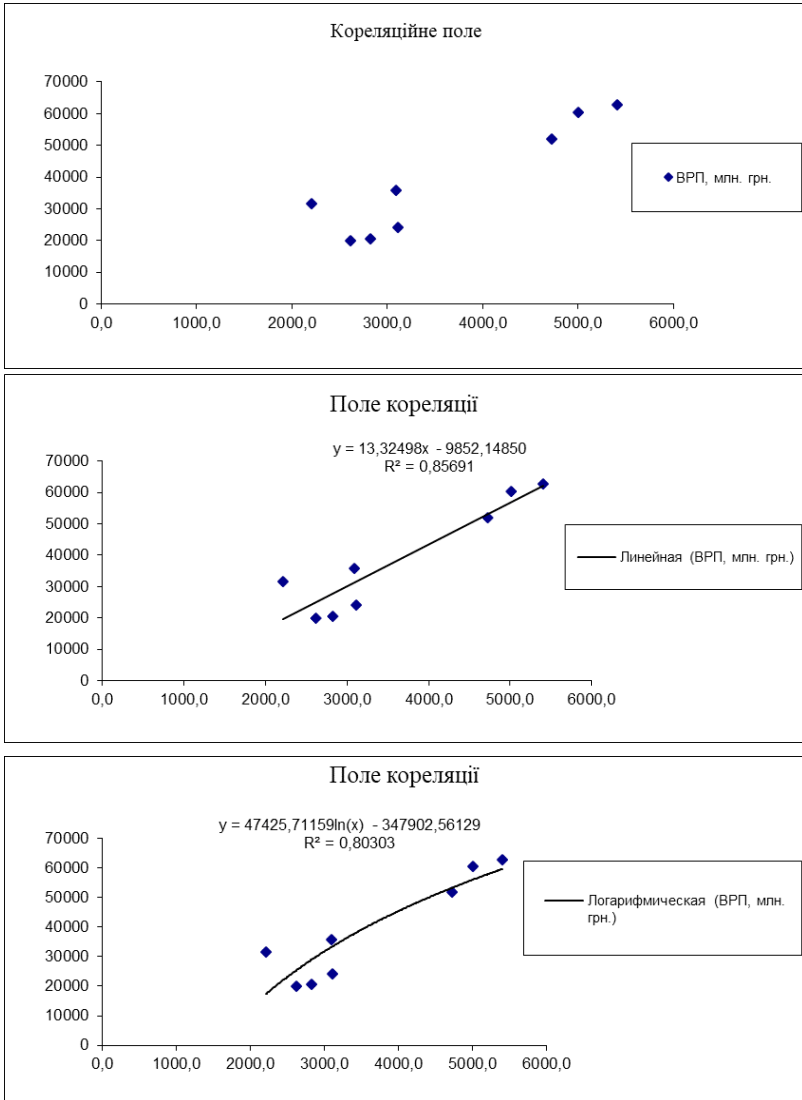 Кореляційне поле
70000
60000
50000
40000
30000
20000
10000
0
0,0 1000,0 2000,0 3000,0 4000,0 5000,0 6000,0
ВРП, млн. грн.
Поле кореляції
y = 13,32498x - 9852,14850
R² = 0,85691
70000
60000
50000
40000
30000
20000
10000
0
0,0 1000,0 2000,0 3000,0 4000,0 5000,0 6000,0
Линейная (ВРП, млн. грн.)
Поле кореляції
y = 47425,71159ln(x) - 347902,56129
R² = 0,80303
70000
60000
50000
40000
30000
20000
10000
0
0,0 1000,0 2000,0 3000,0 4000,0 5000,0 6000,0
Логарифмическая (ВРП, млн.
грн.)